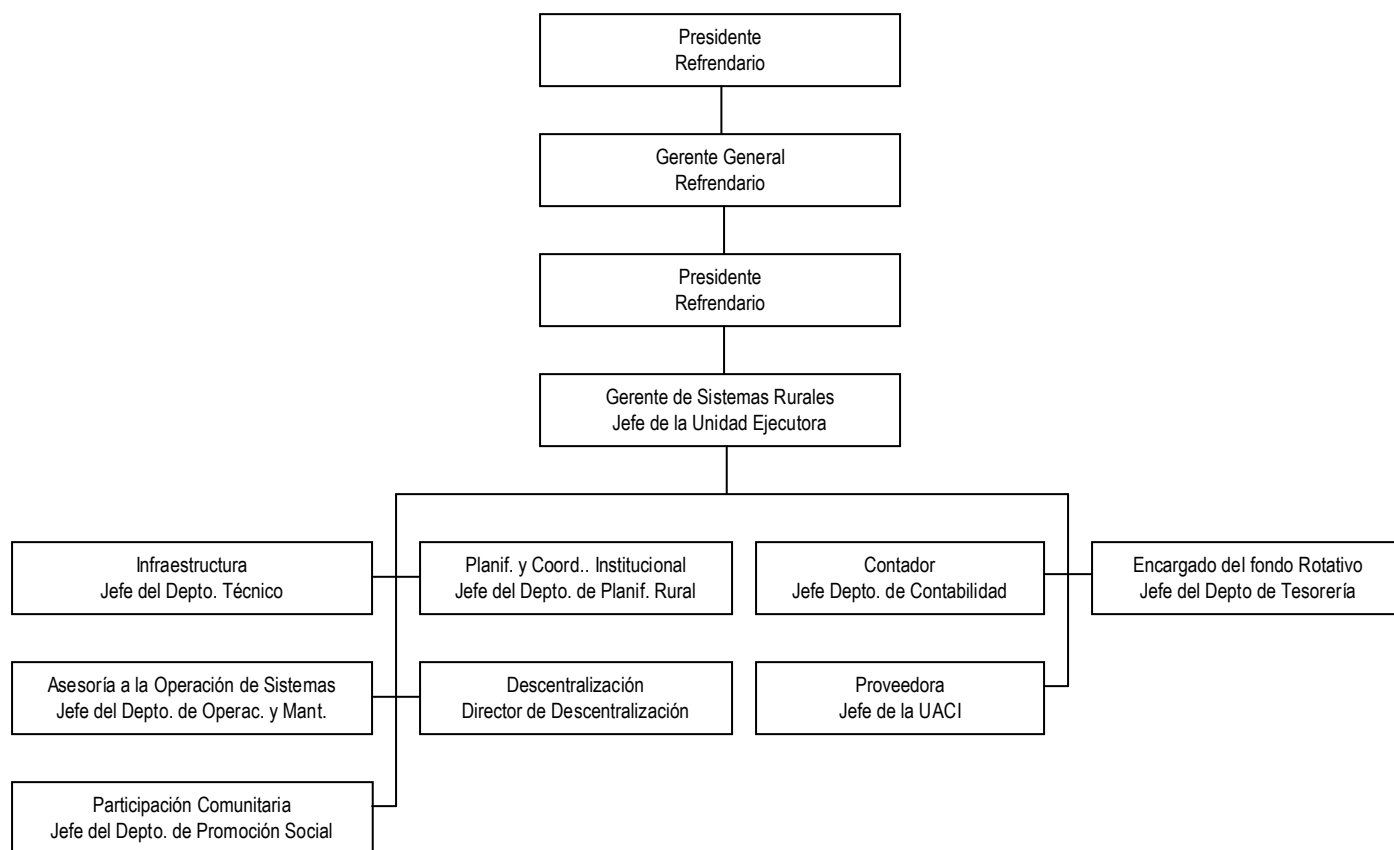 Presidente
Refrendario
Gerente General
Refrendario
Presidente
Refrendario
Gerente de Sistemas Rurales
Jefe de la Unidad Ejecutora
Infraestructura
Jefe del Depto. Técnico
Planif. y Coord.. Institucional
Jefe del Depto. de Planif. Rural
Contador
Jefe Depto. de Contabilidad
Encargado del fondo Rotativo
Jefe del Depto de Tesorería
Asesoría a la Operación de Sistemas
Jefe del Depto. de Operac. y Mant.
Descentralización
Director de Descentralización
Proveedora
Jefe de la UACI
Participación Comunitaria
Jefe del Depto. de Promoción Social